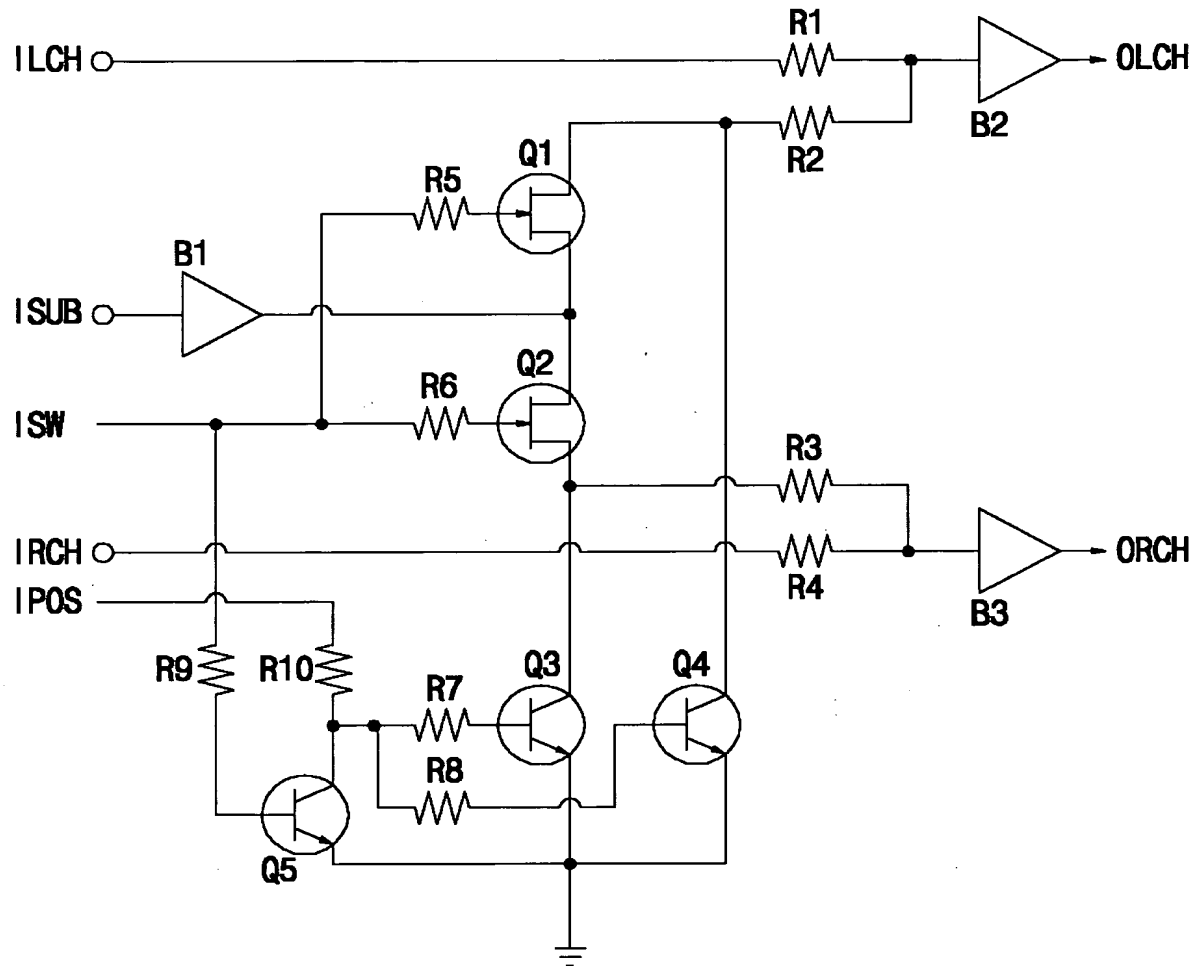 R1
ILCH
OLCH
B2
R2
Q1
R5
B1
ISUB
Q2
R6
ISW
R3
IRCH
ORCH
R4
IPOS
B3
R9
R10
Q3
Q4
R7
R8
Q5